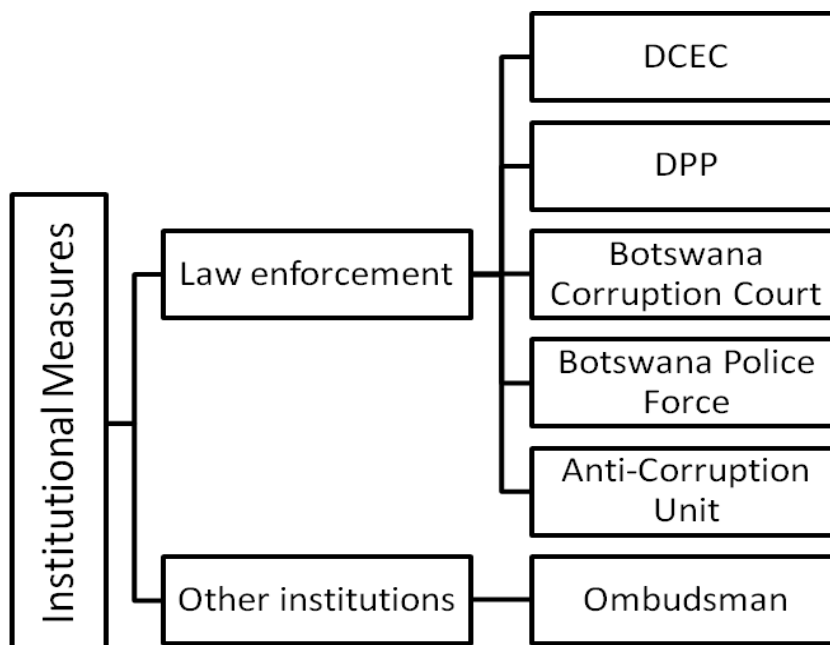 DCEC
DPP
Botswana
Corruption Court
Botswana Police
Force
Anti-Corruption
Unit
Law enforcement
Institutional Measures
Other institutions
Ombudsman